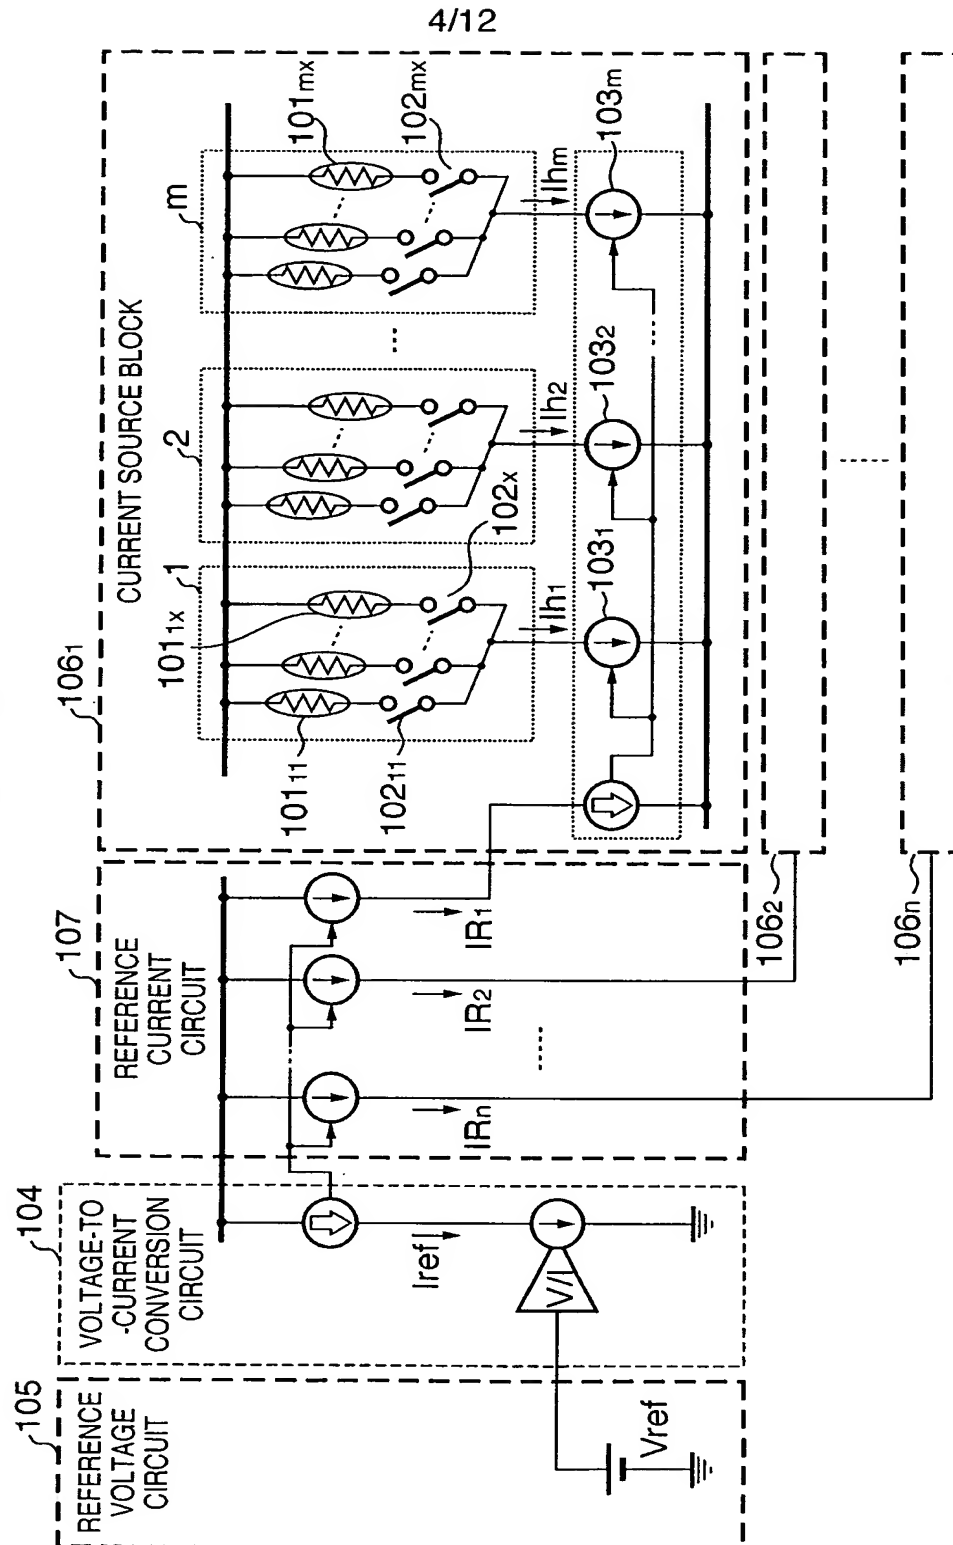 4/12
105
REFERENCE
VOLTAGE
CIRCUIT
Vref
104
VOLTAGE-TO
-CURRENT
CONVERSION
CIRCUIT
Iref
V/I
107
REFERENCE
CURRENT
CIRCUIT
IRn
IR2
IR1
1061
CURRENT SOURCE BLOCK
1
2
m
10111
1011x
101mx
10211
102x
102mx
Ih1
Ih2
Ihm
1031
1032
103m
1062
106n